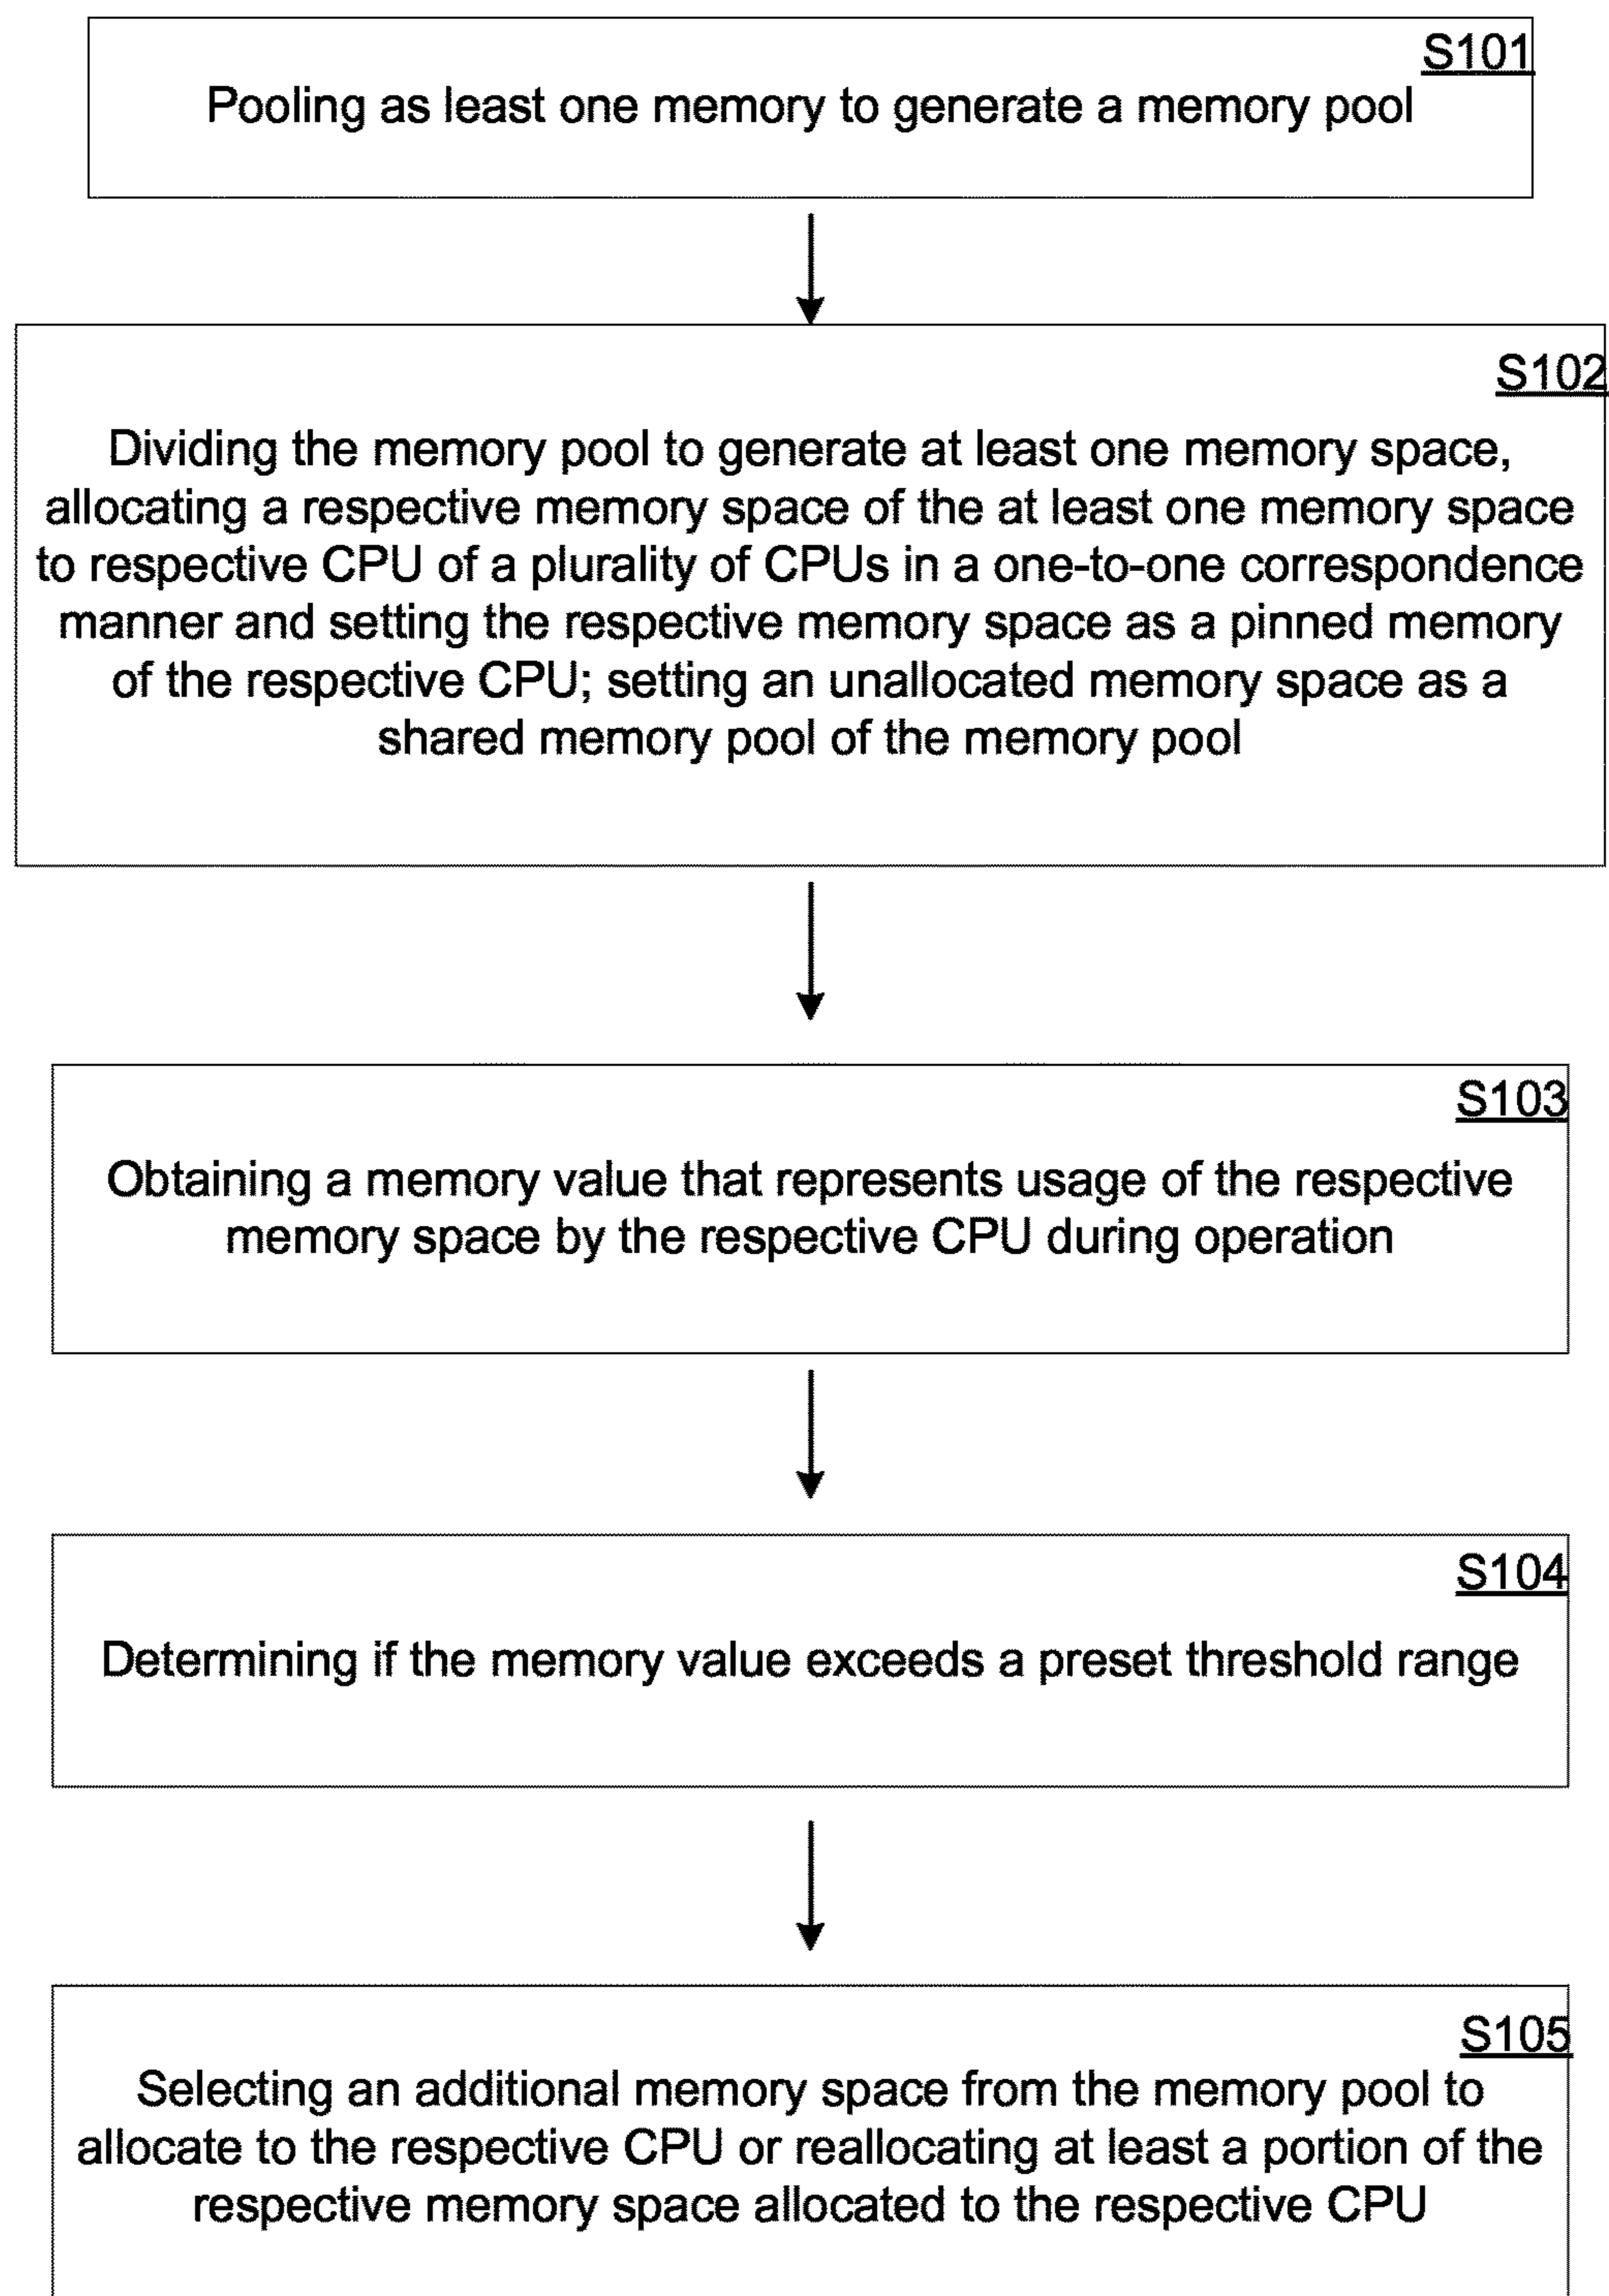 S101
Pooling as least one memory to generate a memory pool
S102
Dividing the memory pool to generate at least one memory space,
allocating a respective memory space of the at least one memory space
to respective CPU of a plurality of CPUs in a one-to-one correspondence
manner and setting the respective memory space as a pinned memory
of the respective CPU; setting an unallocated memory space as a
shared memory pool of the memory pool
S103
Obtaining a memory value that represents usage of the respective
memory space by the respective CPU during operation
S104
Determining if the memory value exceeds a preset threshold range
S105
Selecting an additional memory space from the memory pool to
allocate to the respective CPU or reallocating at least a portion of the
respective memory space allocated to the respective CPU